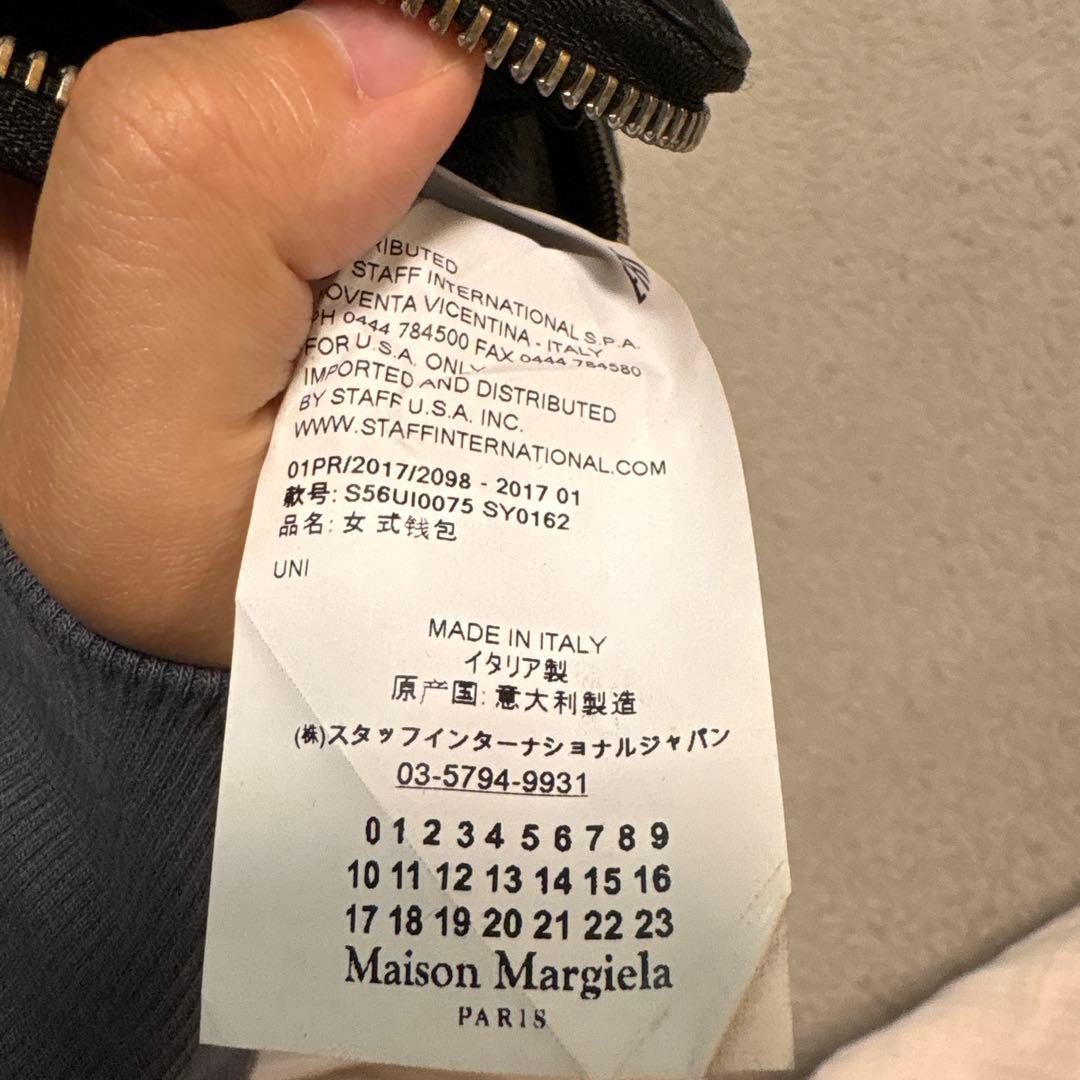 STAFF INTERNATIONAL S.P.A.
NOVENTA VICENTINA - ITALY
PH 0444 784500 FAX 0444 784580
FOR U.S.A. ONLY
IMPORTED AND DISTRIBUTED
BY STAFF U.S.A. INC.
WWW.STAFFINTERNATIONAL.COM
01PR/2017/2098 - 2017 01
款号: S56UI0075 SY0162
品名: 女 式钱包
UNI
MADE IN ITALY
イタリア製
原产国: 意大利製造
(株)スタッフインターナショナルジャパン
03-5794-9931
0 1 2 3 4 5 6 7 8 9
10 11 12 13 14 15 16
17 18 19 20 21 22 23
Maison Margiela
PARIS